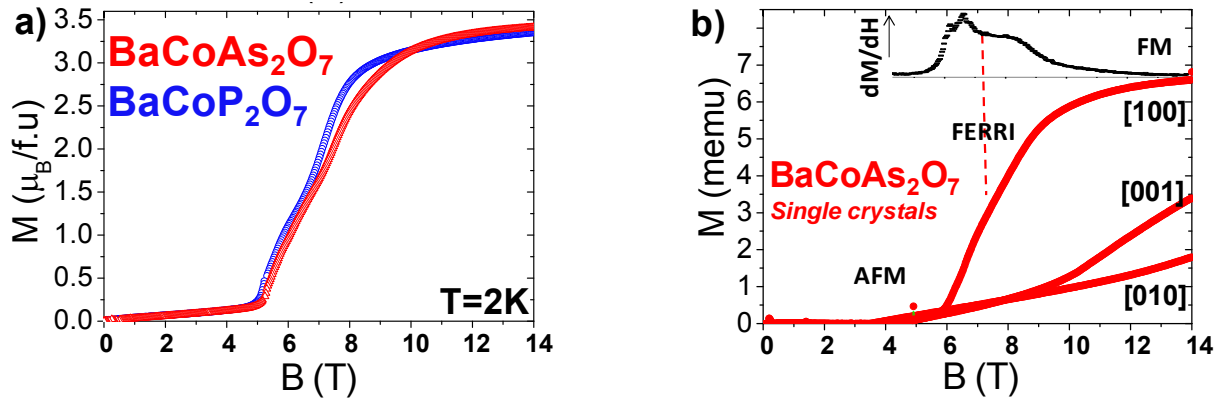 a)
BaCoAs₂O₇
BaCoP₂O₇
T=2K
M (μ_B/f.u)
3.5
3.0
2.5
2.0
1.5
1.0
0.5
0.0
0 2 4 6 8 10 12 14
B (T)
b)
dM/dH
FM
FERRI
AFM
[100]
[001]
[010]
BaCoAs₂O₇
Single crystals
M (memu)
7
6
5
4
3
2
1
0
0 2 4 6 8 10 12 14
B (T)